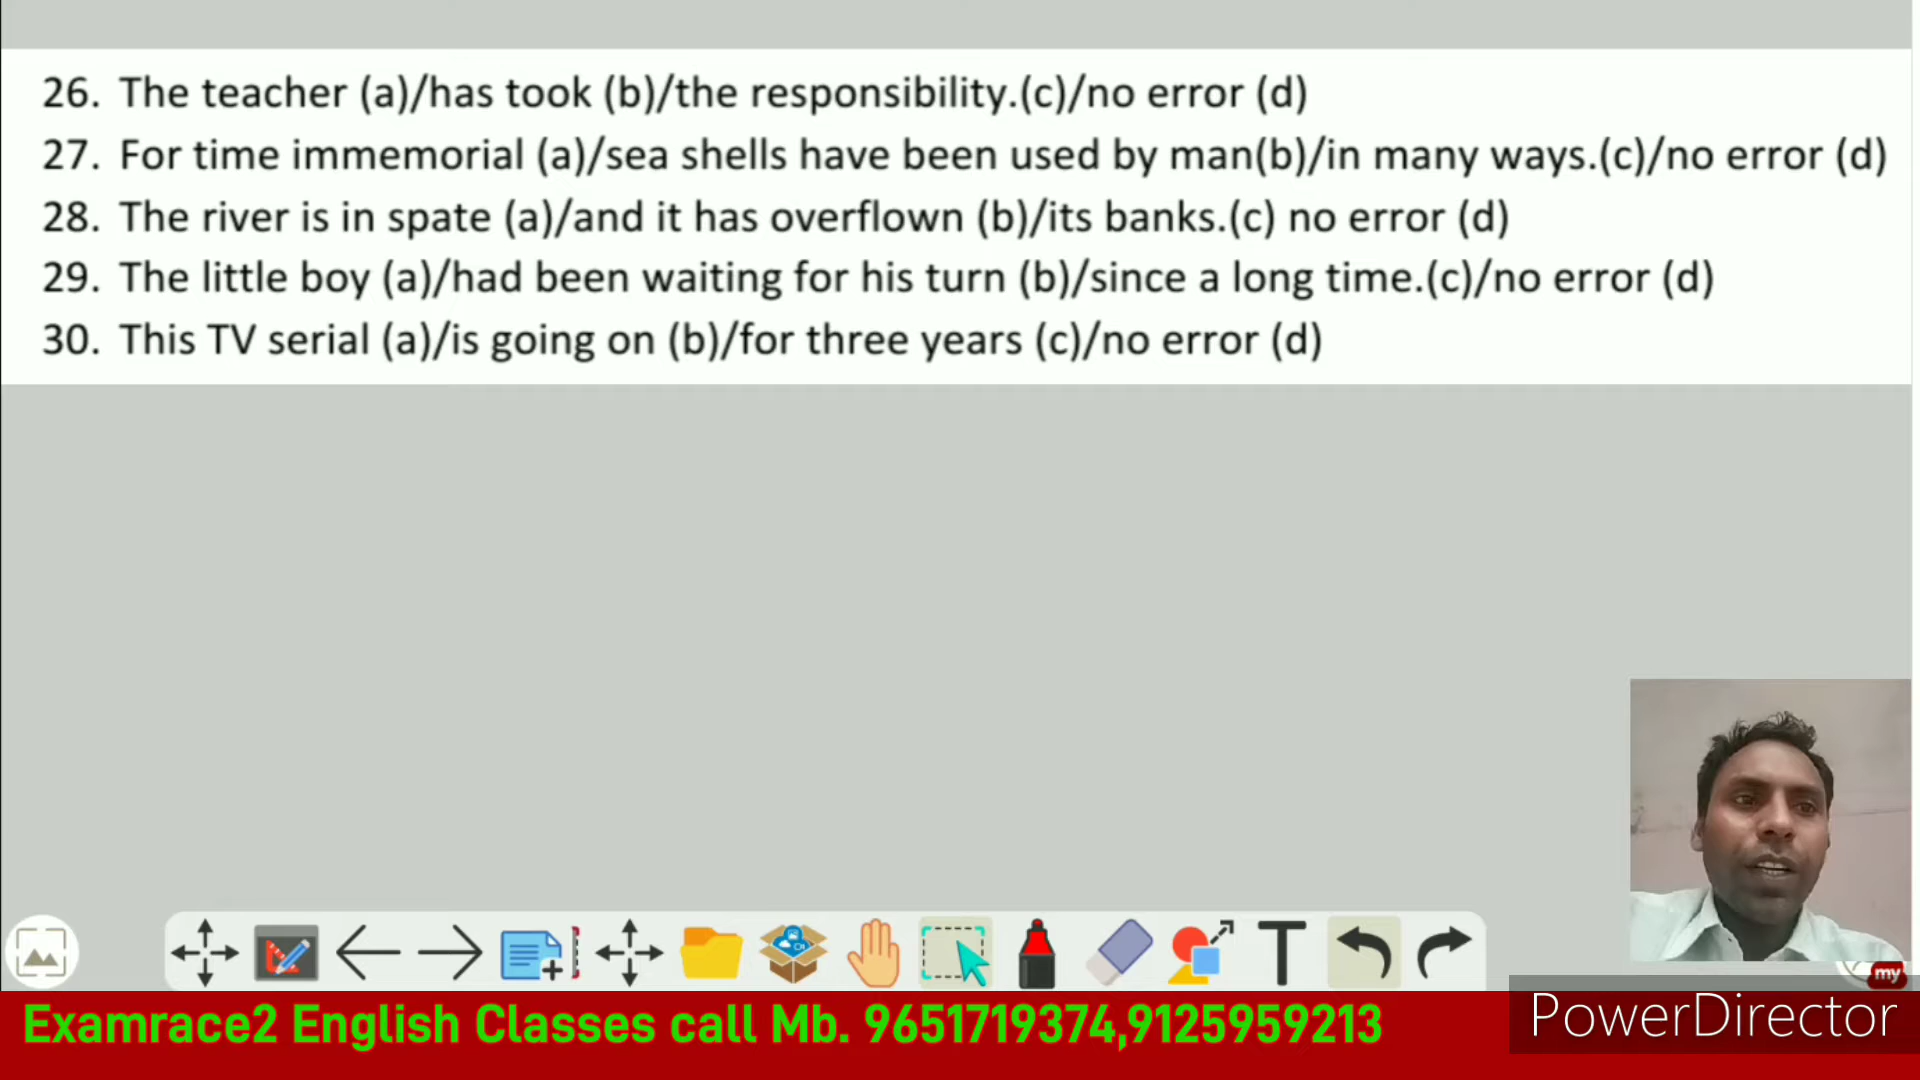 26. The teacher (a)/has took (b)/the responsibility.(c)/no error (d)
27. For time immemorial (a)/sea shells have been used by man(b)/in many ways.(c)/no error (d)
28. The river is in spate (a)/and it has overflown (b)/its banks.(c) no error (d)
29. The little boy (a)/had been waiting for his turn (b)/since a long time.(c)/no error (d)
30. This TV serial (a)/is going on (b)/for three years (c)/no error (d)
T
my
Examrace2 English Classes call Mb. 9651719374,9125959213
PowerDirector